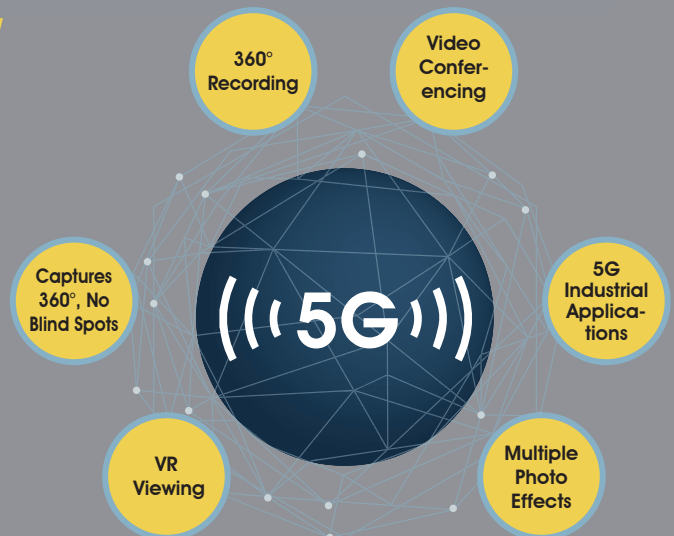 360°
Recording
Video
Confer-
encing
Captures
360°, No
Blind Spots
5G
5G
Industrial
Applica-
tions
VR
Viewing
Multiple
Photo
Effects